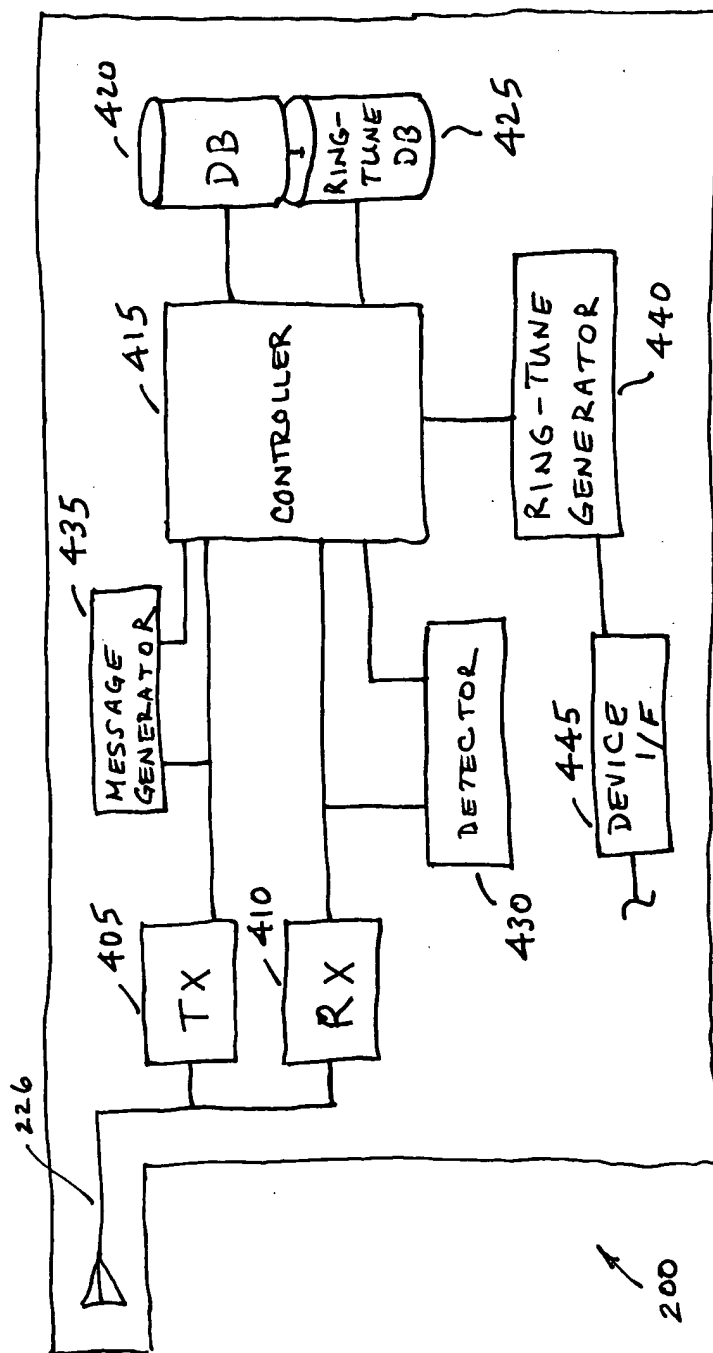 226
405
TX
410
RX
435
MESSAGE
GENERATOR
430
DETECTOR
415
CONTROLLER
420
DB
RING-
TUNE
DB
425
445
DEVICE
I/F
RING-TUNE
GENERATOR
440
200